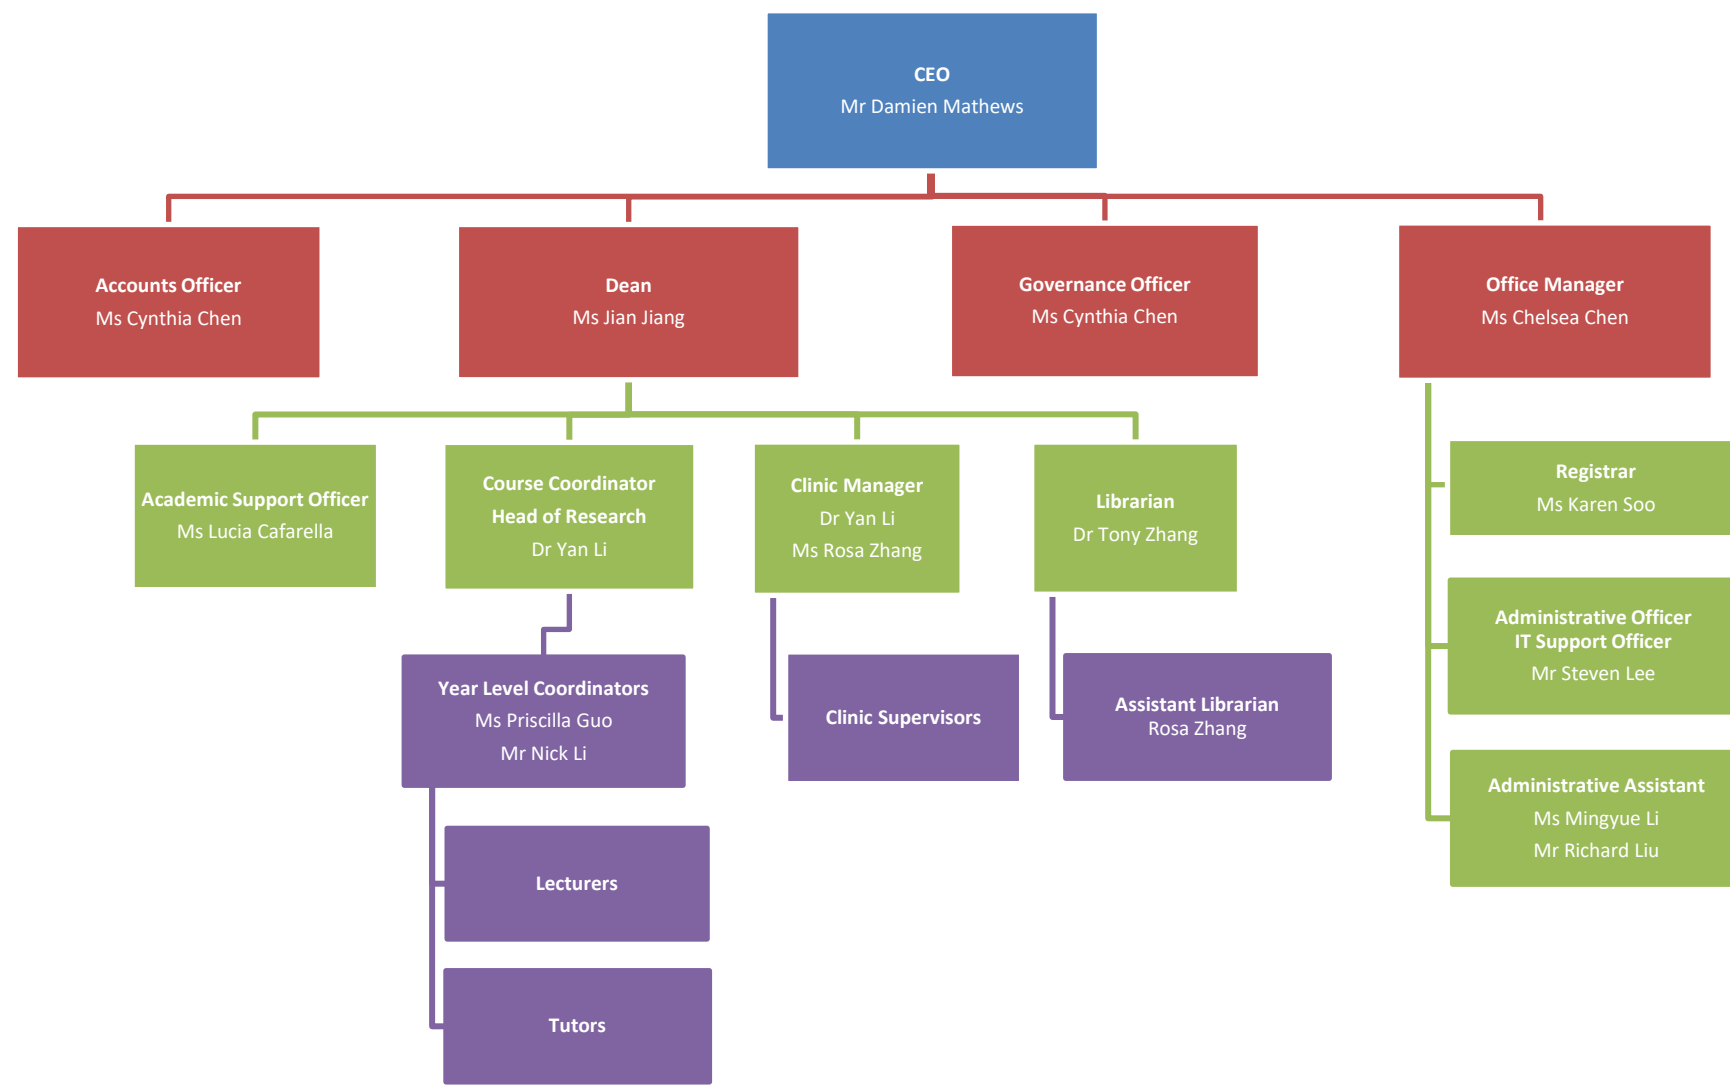 CEO
Mr Damien Mathews
Accounts Officer
Ms Cynthia Chen
Dean
Ms Jian Jiang
Governance Officer
Ms Cynthia Chen
Office Manager
Ms Chelsea Chen
Academic Support Officer
Ms Lucia Cafarella
Course Coordinator
Head of Research
Dr Yan Li
Clinic Manager
Dr Yan Li
Ms Rosa Zhang
Librarian
Dr Tony Zhang
Registrar
Ms Karen Soo
Administrative Officer
IT Support Officer
Mr Steven Lee
Year Level Coordinators
Ms Priscilla Guo
Mr Nick Li
Clinic Supervisors
Assistant Librarian
Rosa Zhang
Administrative Assistant
Ms Mingyue Li
Mr Richard Liu
Lecturers
Tutors